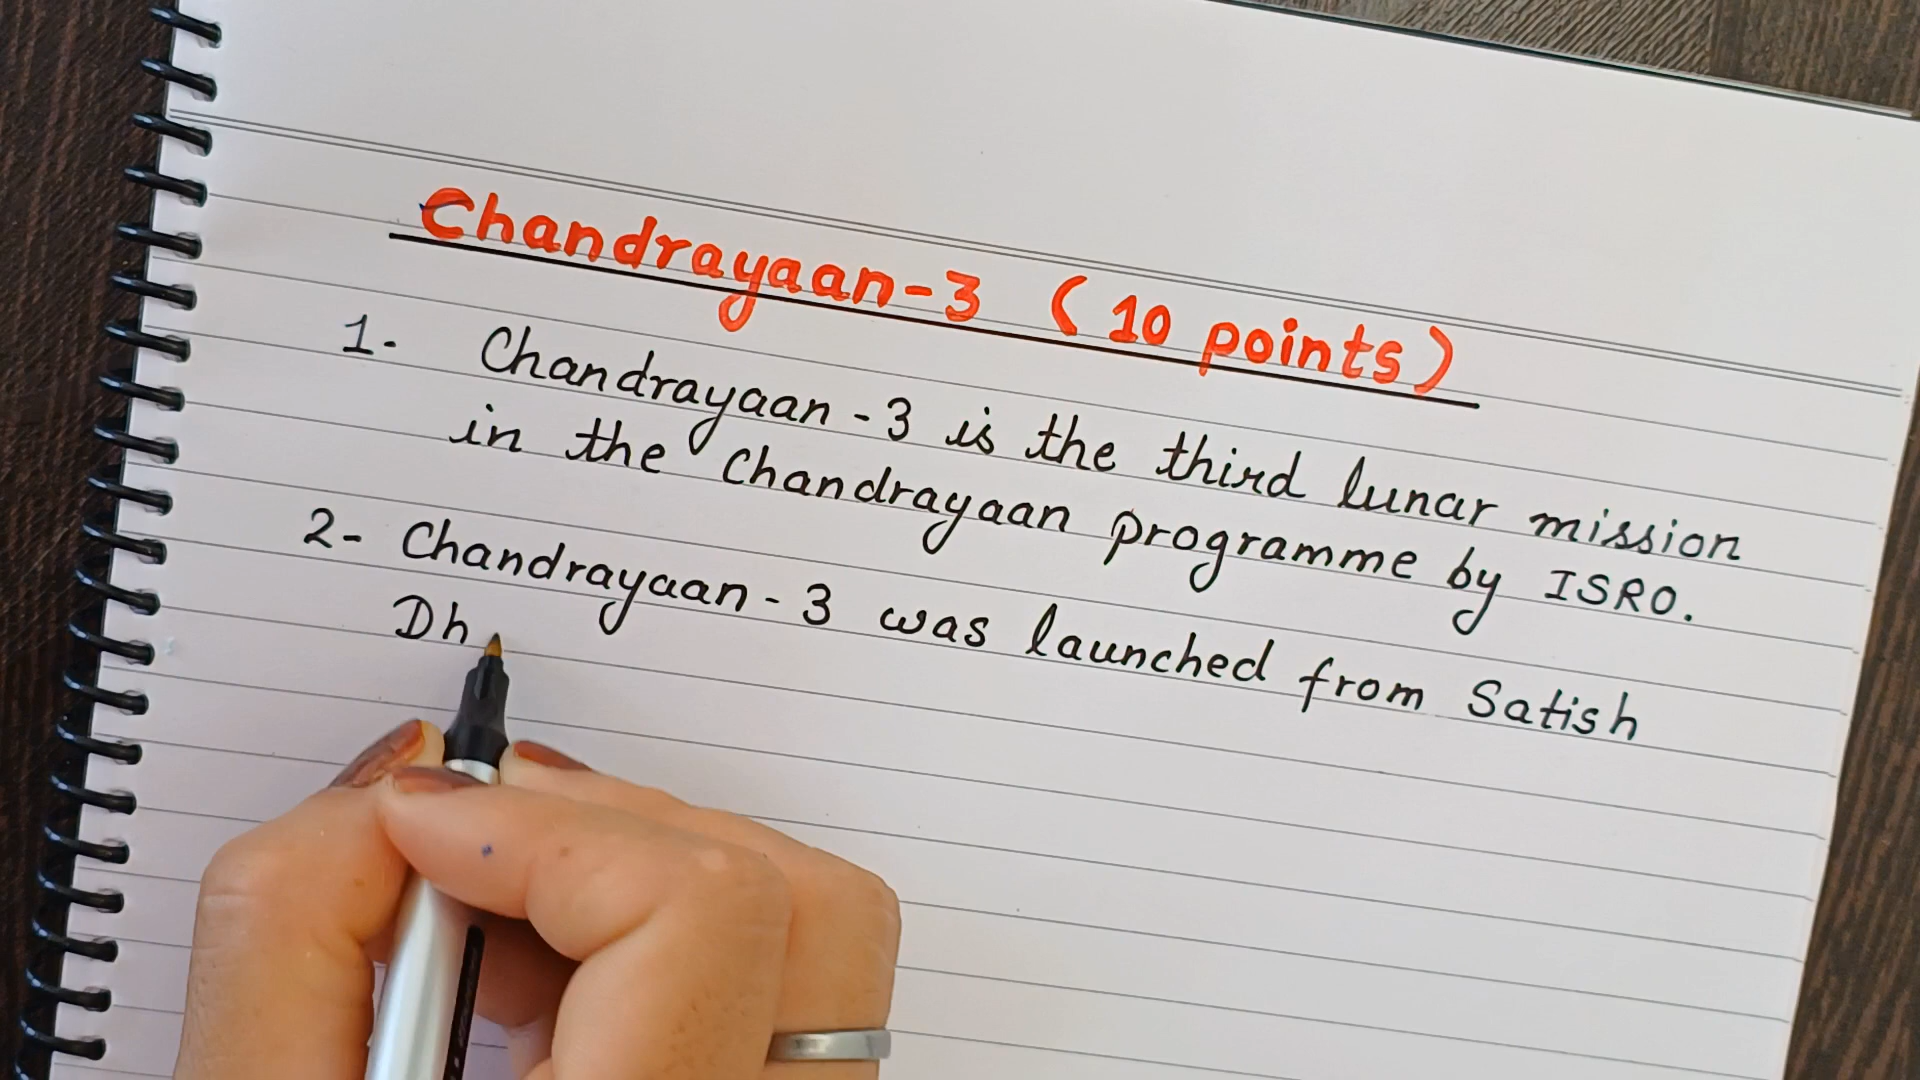 Chandrayaan-3 (10 points)
1. Chandrayaan-3 is the third lunar mission
in the Chandrayaan programme by ISRO.
2- Chandrayaan-3 was launched from Satish
Dh